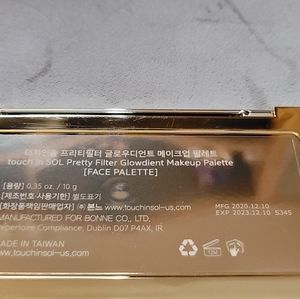 터치인솔 프리티필터 글로우디언트 메이크업 팔레트
touch in SOL Pretty Filter Glowdient Makeup Palette
[FACE PALETTE]
[용량] 0.35 oz. / 10 g
[제조번호·사용기한] 별도표기
[화장품책임판매업자] ㈜ 본느 www.touchinsol-us.com
MANUFACTURED FOR BONNE CO., LTD.
Repertoire Compliance, Dublin D07 P4AX, IR
MADE IN TAIWAN
www.touchinsol-us.com
MFG 2020.12.10
EXP 2023.12.10 5345
12M